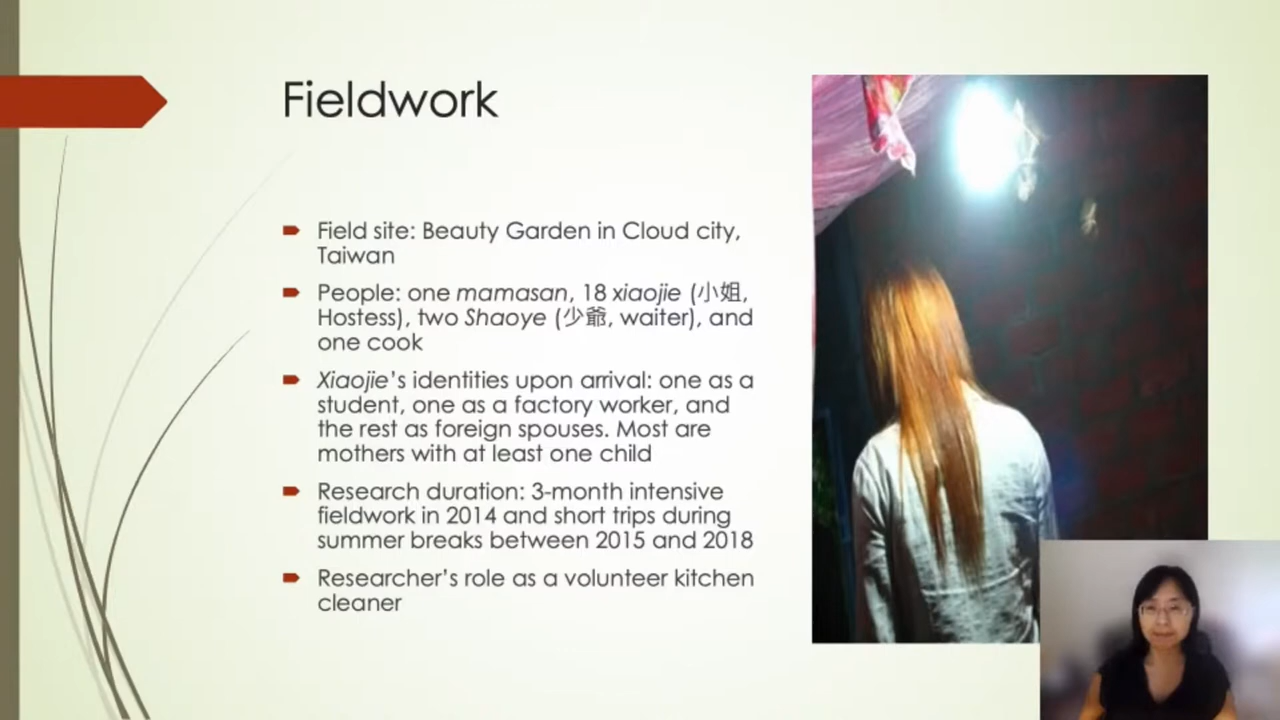 Fieldwork
Field site: Beauty Garden in Cloud city,
Taiwan
People: one mamasan, 18 xiaojie (小姐,
Hostess), two Shaoye (少爺, waiter), and
one cook
Xiaojie's identities upon arrival: one as a
student, one as a factory worker, and
the rest as foreign spouses. Most are
mothers with at least one child
Research duration: 3-month intensive
fieldwork in 2014 and short trips during
summer breaks between 2015 and 2018
Researcher's role as a volunteer kitchen
cleaner